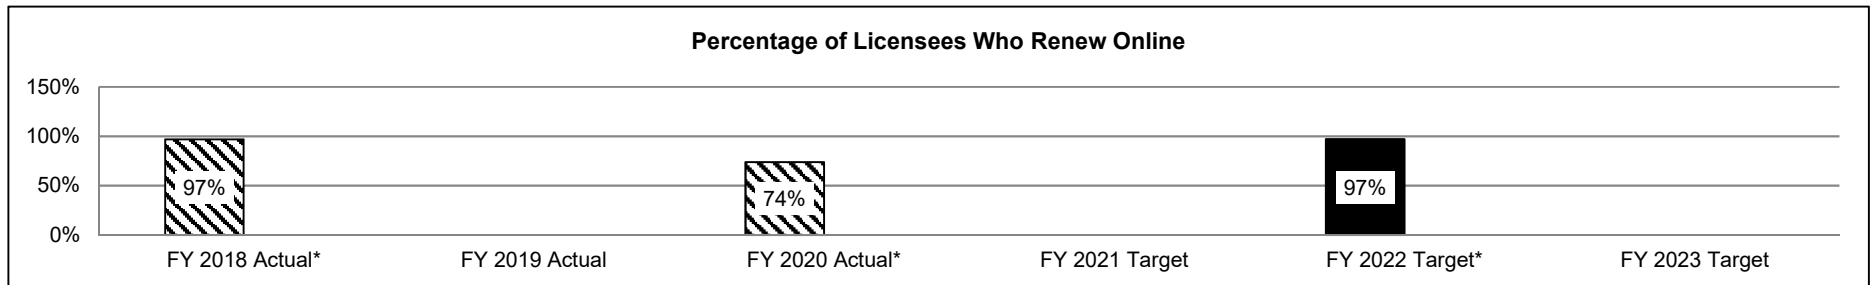 Percentage of Licensees Who Renew Online
150%
100%
50%
0%
97%
74%
97%
FY 2018 Actual*
FY 2019 Actual
FY 2020 Actual*
FY 2021 Target
FY 2022 Target*
FY 2023 Target